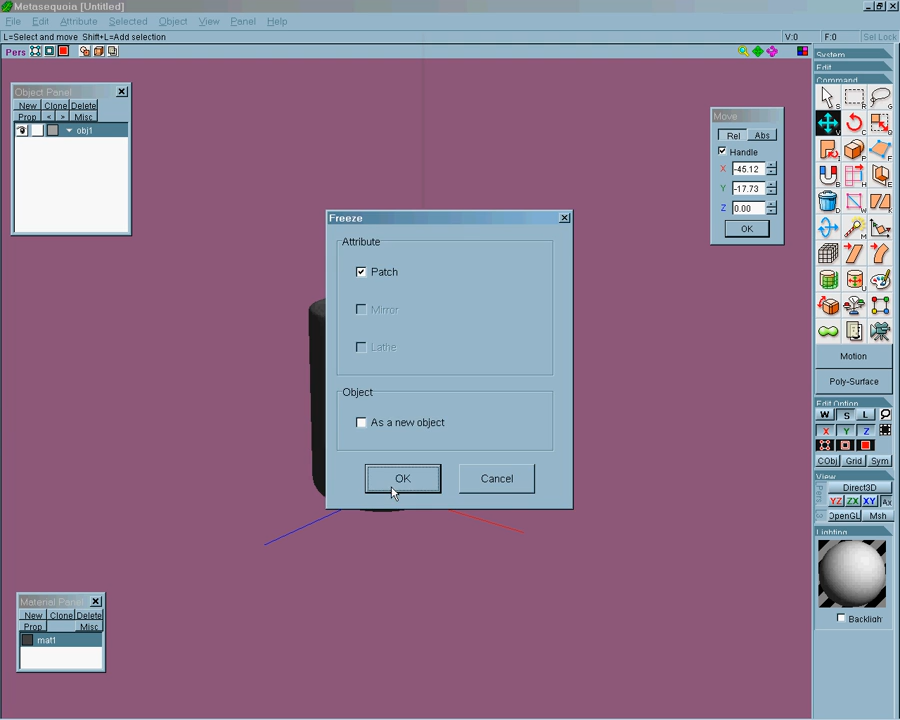 Metasequoia [Untitled]
File Edit Attribute Selected Object View Panel Help
L=Select and move Shift+L=Add selection
V:0 F:0 Sel Lock
Pers
System
Edit
Command
Object Panel
New Clone Delete
Prop < > Misc
obj1
Move
Rel Abs
Handle
X -45.12
Y -17.73
Z 0.00
OK
Freeze
Attribute
Patch
Mirror
Lathe
Object
As a new object
OK Cancel
Motion
Poly-Surface
Edit Option
W S L
X Y Z
CObj Grid Sym
View
Pers
Direct3D
YZ ZX XY Ax
3 OpenGL Msh
Lighting
Backligh
Material Panel
New Clone Delete
Prop Misc
mat1